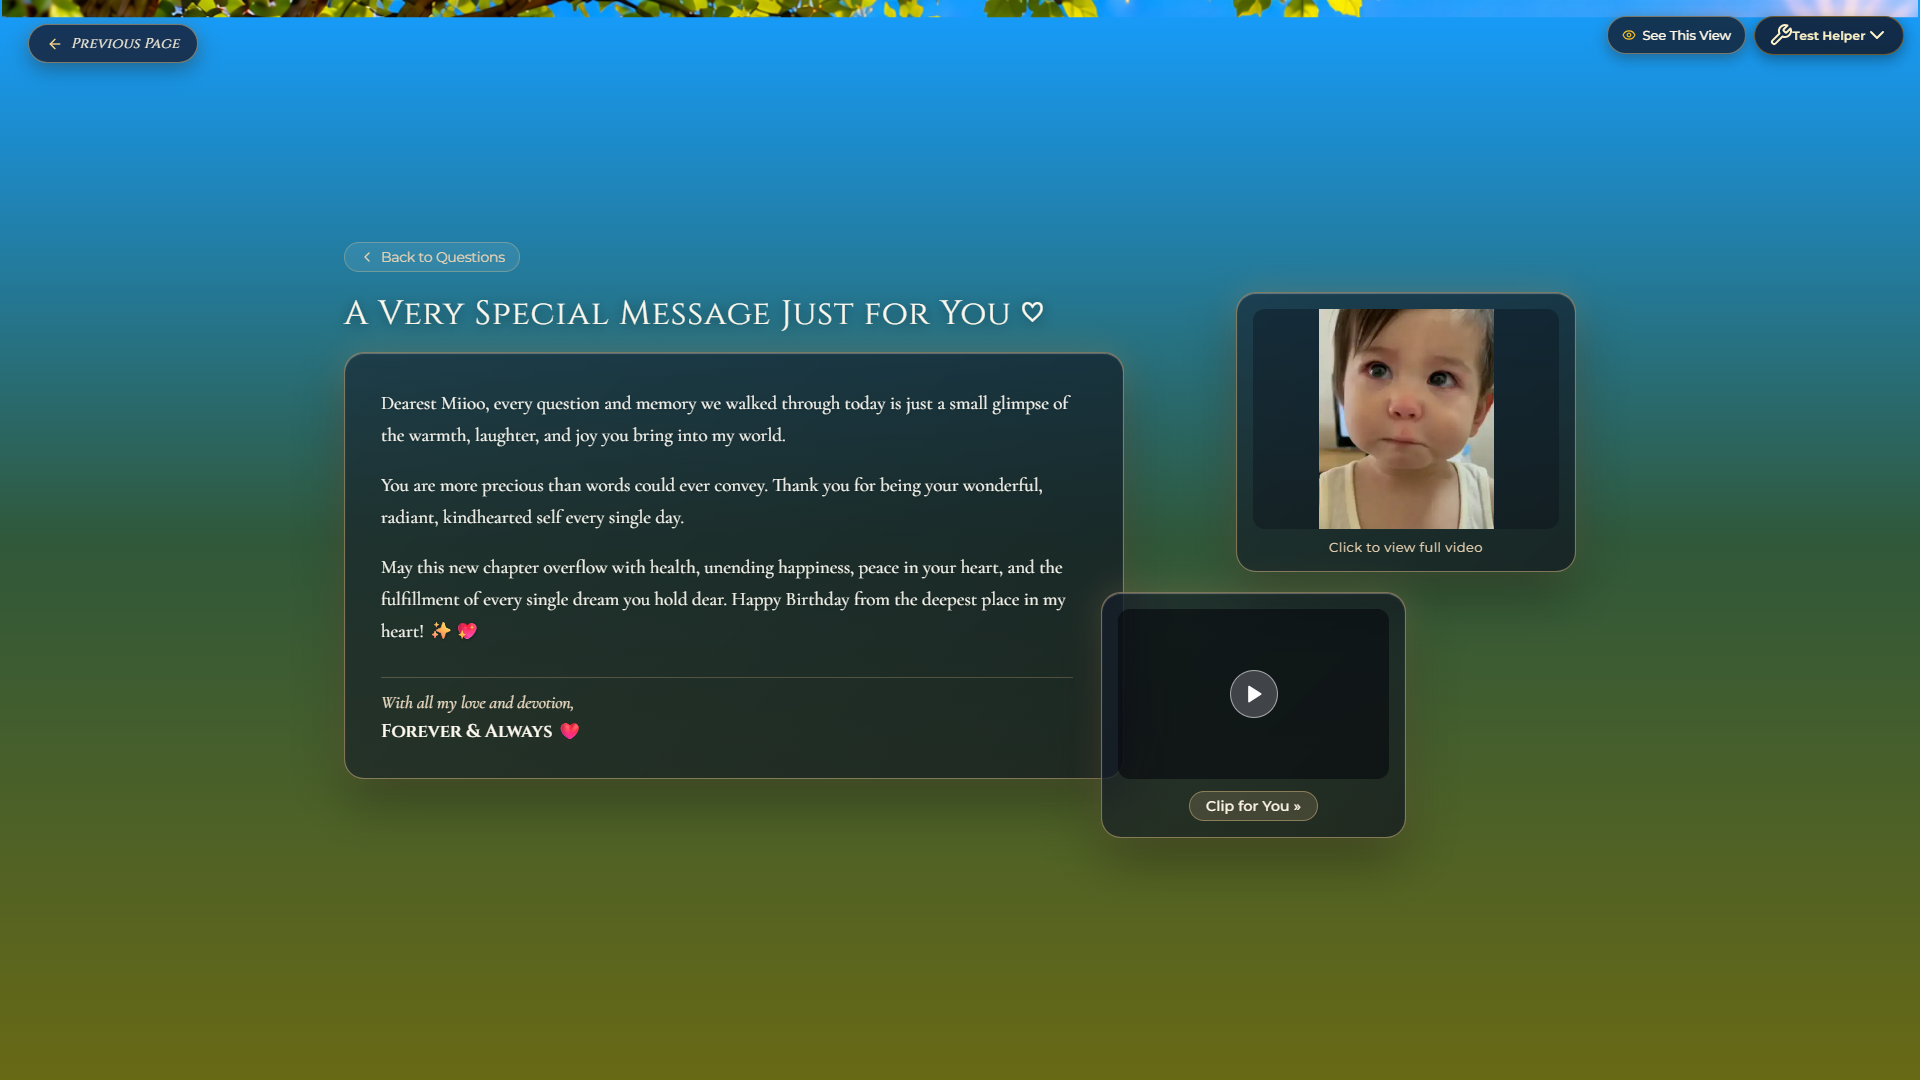 Previous Page
See This View
Test Helper
Back to Questions
A Very Special Message Just for You ♡
Dearest Miioo, every question and memory we walked through today is just a small glimpse of
the warmth, laughter, and joy you bring into my world.
You are more precious than words could ever convey. Thank you for being your wonderful,
radiant, kindhearted self every single day.
May this new chapter overflow with health, unending happiness, peace in your heart, and the
fulfillment of every single dream you hold dear. Happy Birthday from the deepest place in my
heart! ✨ 💖
With all my love and devotion,
Forever & Always ❤️
Click to view full video
Clip for You »